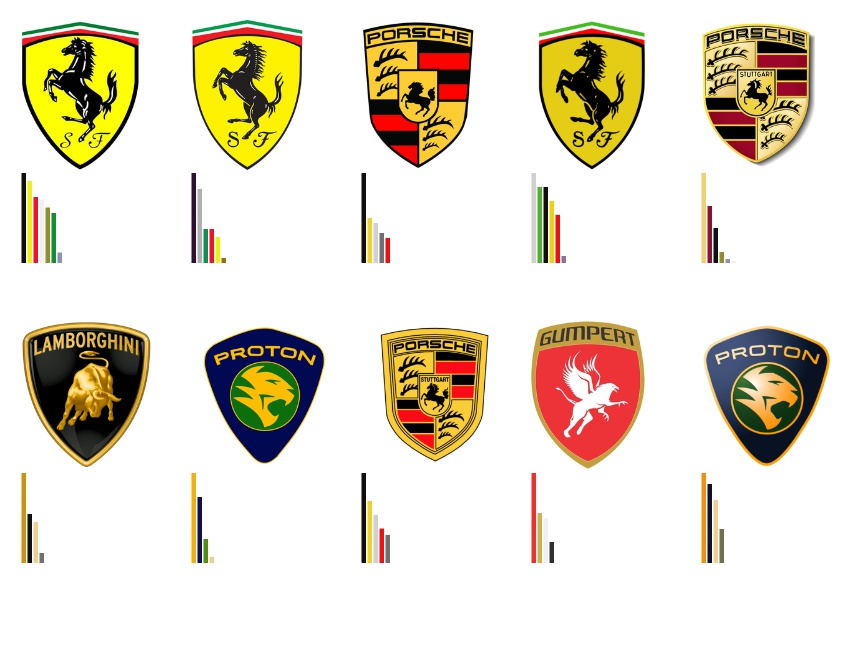 S F
S F
PORSCHE
S F
PORSCHE
STUTTGART
LAMBORGHINI
PROTON
PORSCHE
STUTTGART
GUMPERT
PROTON